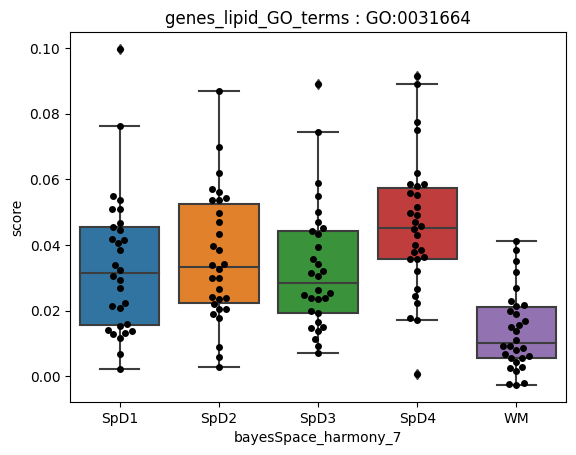 genes_lipid_GO_terms : GO:0031664
0.10
0.08
0.06
0.04
0.02
0.00
score
SpD1 SpD2 SpD3 SpD4 WM
bayesSpace_harmony_7